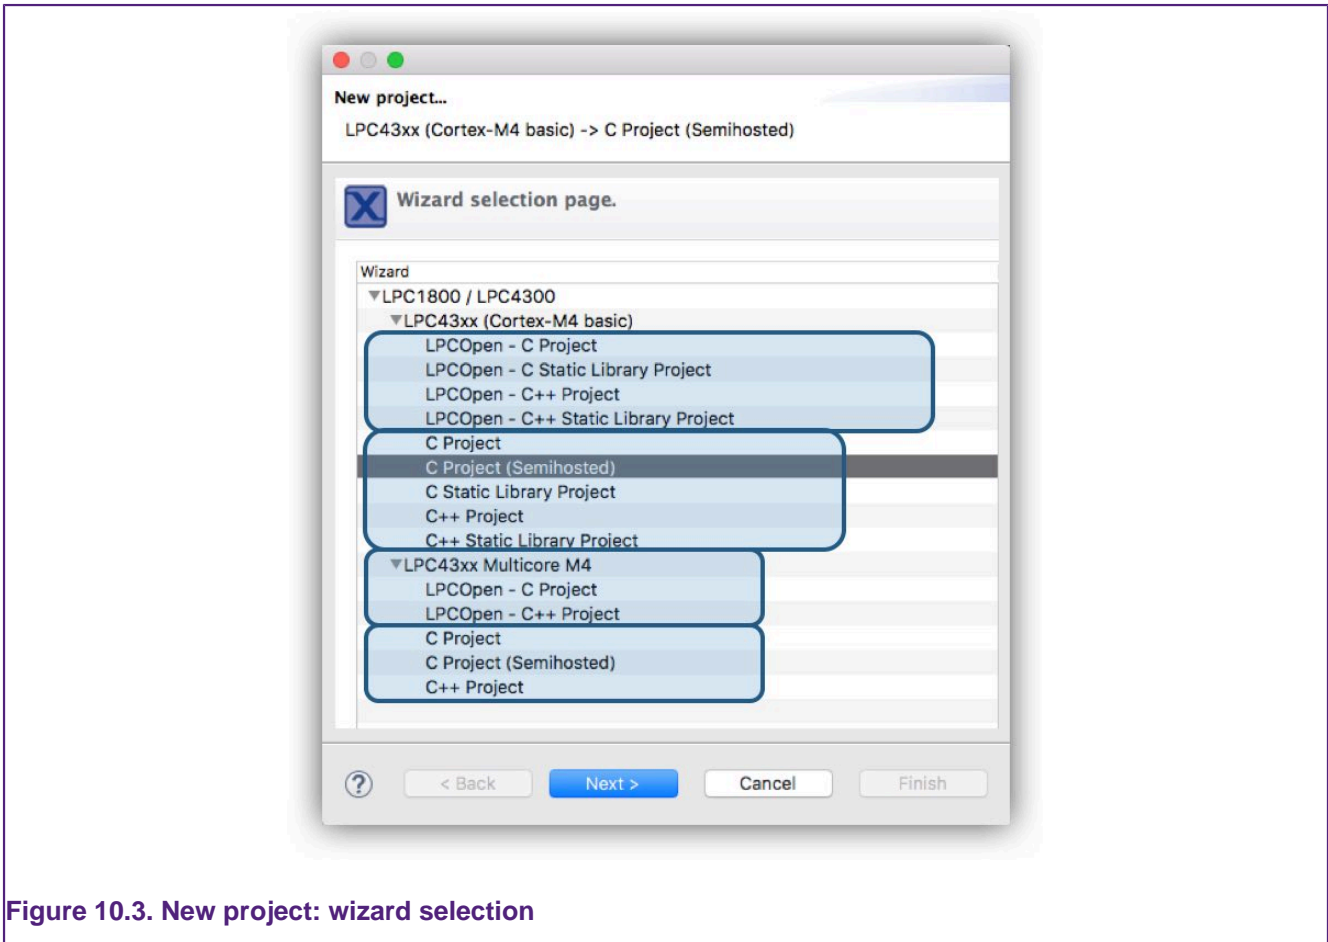 New project...
LPC43xx (Cortex-M4 basic) -> C Project (Semihosted)
X
Wizard selection page.
Wizard
LPC1800 / LPC4300
LPC43xx (Cortex-M4 basic)
LPCOpen - C Project
LPCOpen - C Static Library Project
LPCOpen - C++ Project
LPCOpen - C++ Static Library Project
C Project
C Project (Semihosted)
C Static Library Project
C++ Project
C++ Static Library Project
LPC43xx Multicore M4
LPCOpen - C Project
LPCOpen - C++ Project
C Project
C Project (Semihosted)
C++ Project
? < Back Next > Cancel Finish
Figure 10.3. New project: wizard selection